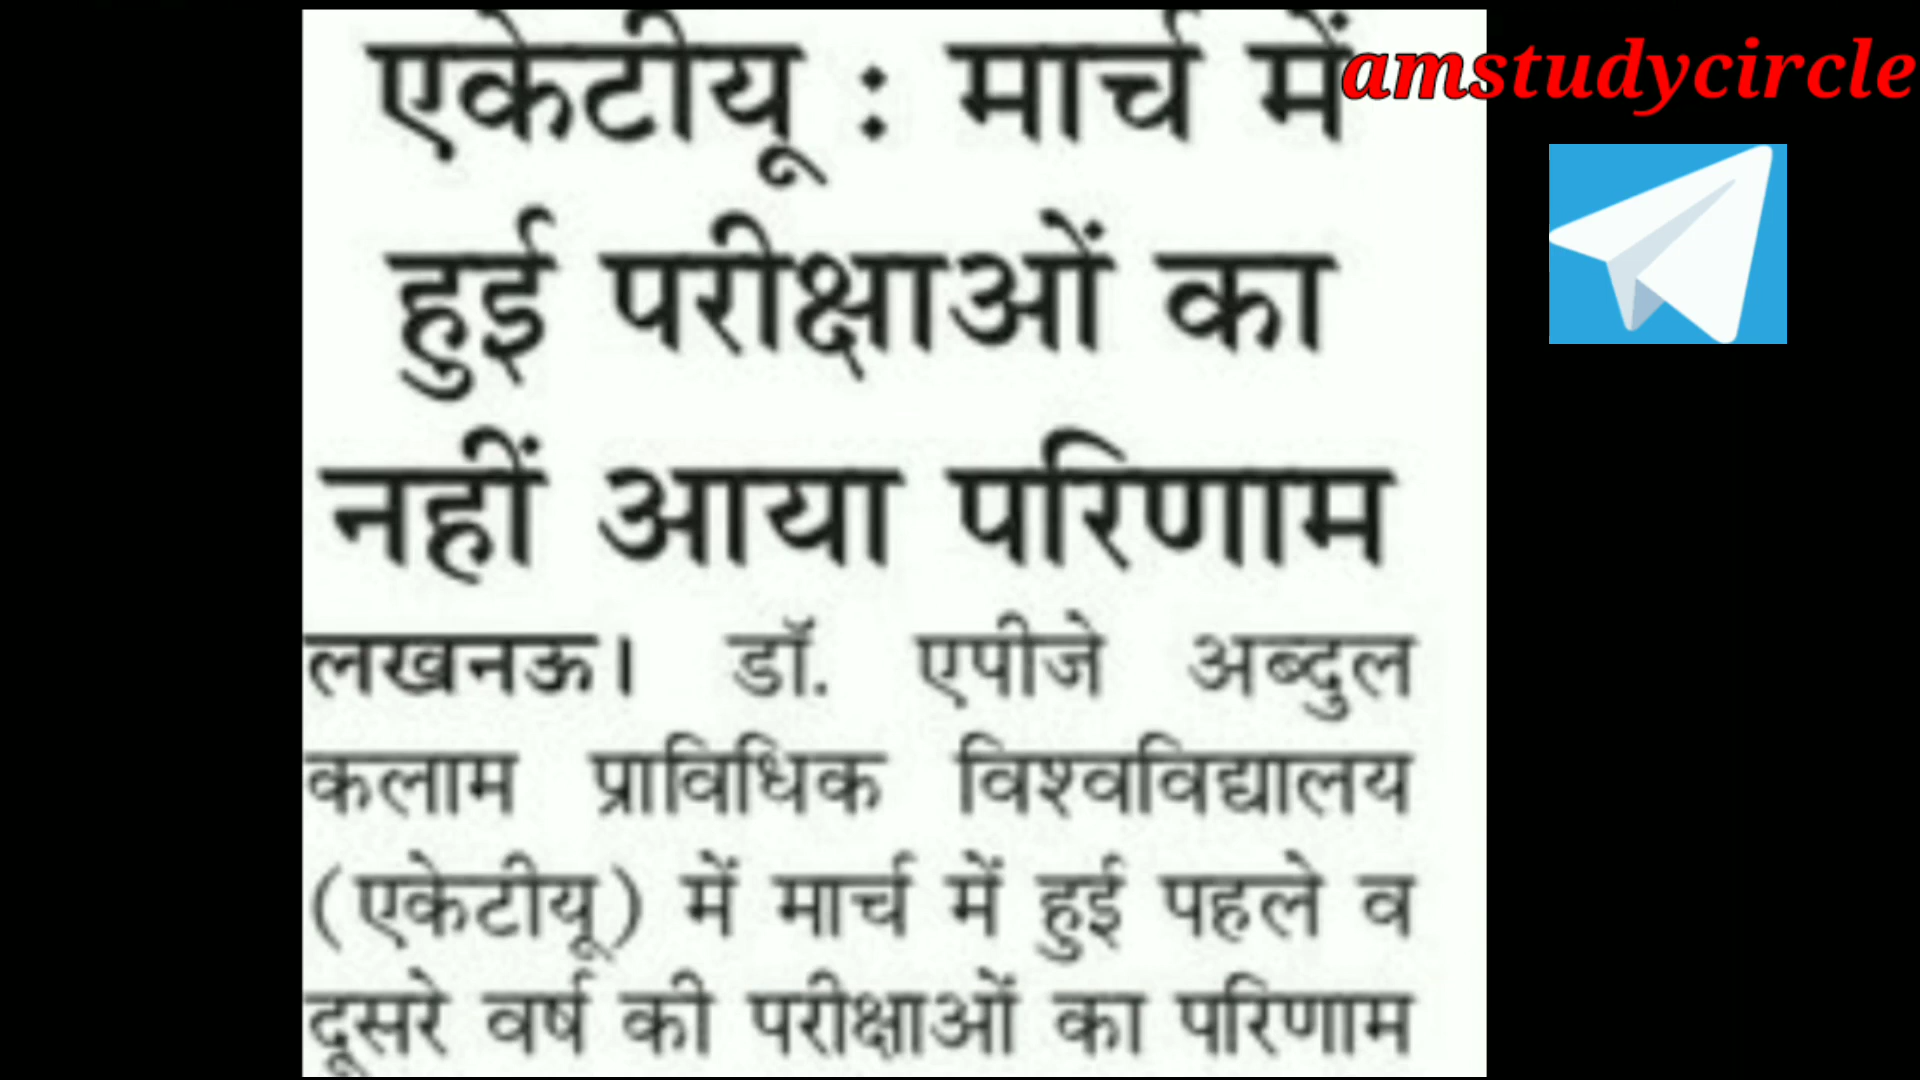 एकेटीयू : मार्च में
amstudycircle
हुई परीक्षाओं का
नहीं आया परिणाम
लखनऊ। डॉ. एपीजे अब्दुल
कलाम प्राविधिक विश्वविद्यालय
(एकेटीयू) में मार्च में हुई पहले व
दूसरे वर्ष की परीक्षाओं का परिणाम